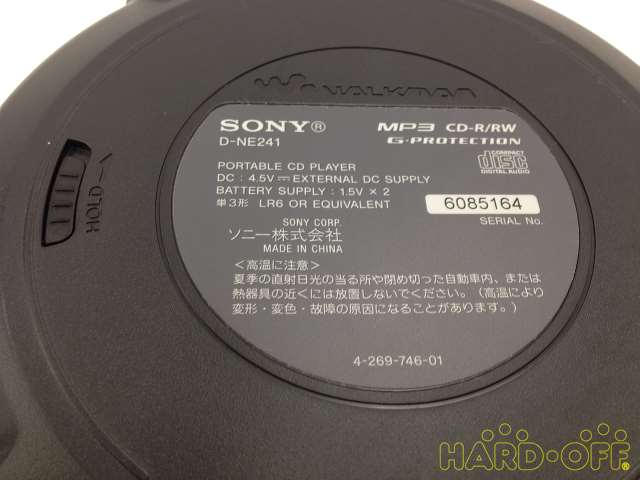 WALKMAN
SONY®
D-NE241
MP3 CD-R/RW
G-PROTECTION
COMPACT
disc
DIGITAL AUDIO
PORTABLE CD PLAYER
DC : 4.5V⎓EXTERNAL DC SUPPLY
BATTERY SUPPLY : 1.5V × 2
単3形 LR6 OR EQUIVALENT
6085164
SERIAL No.
SONY CORP.
ソニー株式会社
MADE IN CHINA
<高温に注意>
夏季の直射日光の当る所や閉め切った自動車内、または
熱器具の近くには放置しないでください。(高温により
変形・変色・故障の原因になることがあります。)
4-269-746-01
HOLD
HARD-OFF